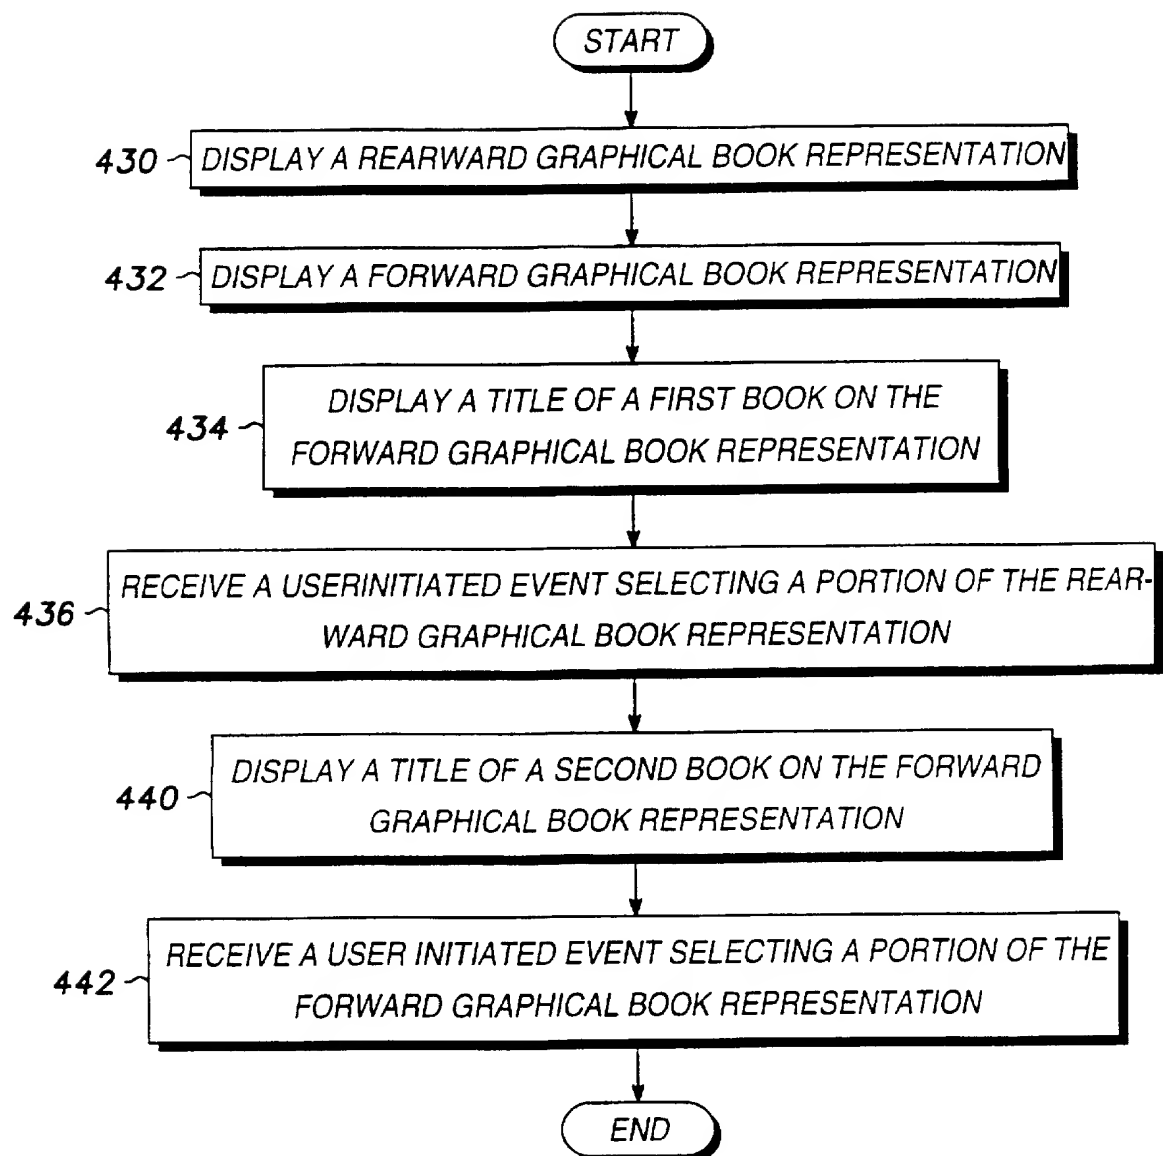 START
430 DISPLAY A REARWARD GRAPHICAL BOOK REPRESENTATION
432 DISPLAY A FORWARD GRAPHICAL BOOK REPRESENTATION
434 DISPLAY A TITLE OF A FIRST BOOK ON THE
FORWARD GRAPHICAL BOOK REPRESENTATION
436 RECEIVE A USERINITIATED EVENT SELECTING A PORTION OF THE REAR-
WARD GRAPHICAL BOOK REPRESENTATION
440 DISPLAY A TITLE OF A SECOND BOOK ON THE FORWARD
GRAPHICAL BOOK REPRESENTATION
442 RECEIVE A USER INITIATED EVENT SELECTING A PORTION OF THE
FORWARD GRAPHICAL BOOK REPRESENTATION
END